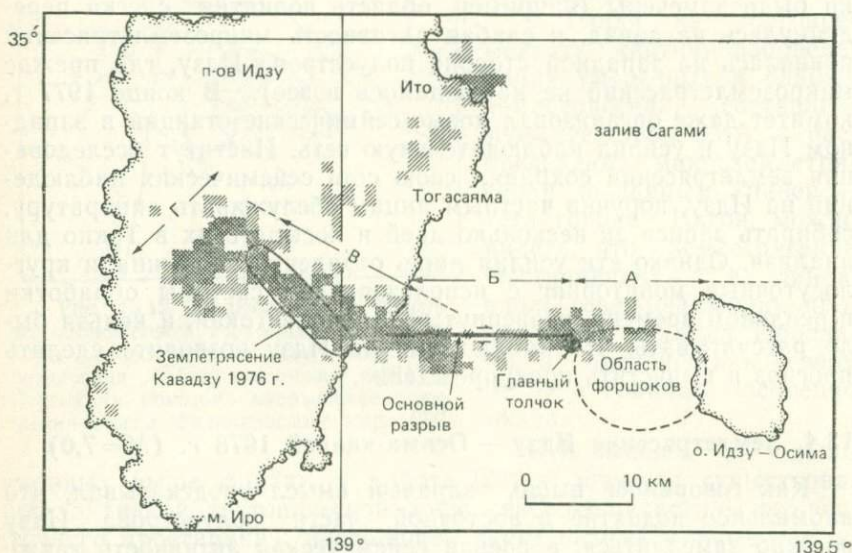 35°
п-ов Идзу
Ито
залив Сагами
Тогасаяма
Г
В
Б
А
Землетрясение
Кавадзу 1976 г.
Основной
разрыв
Главный
толчок
Область
форшоков
о. Идзу-Осима
0 10 км
м. Иро
139°
139.5°